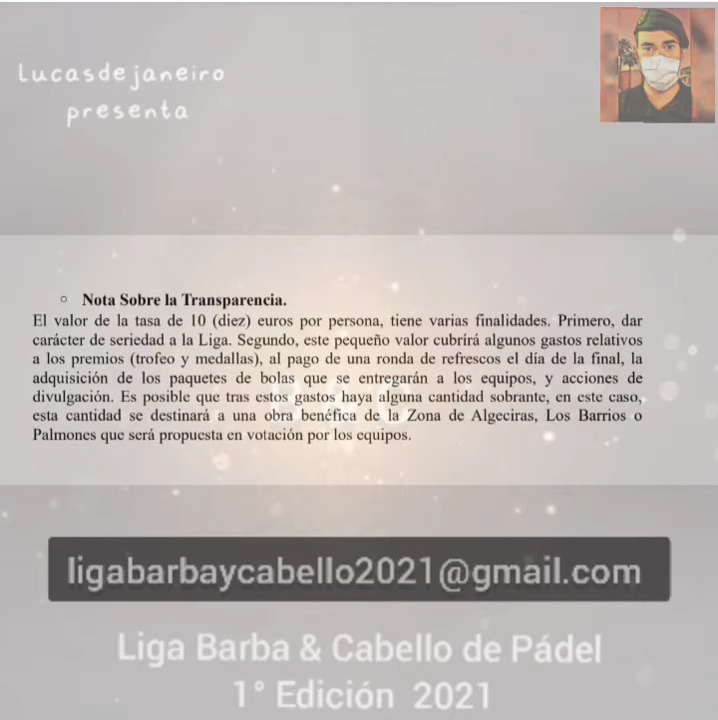 Lucasdejaneiro
presenta
○ Nota Sobre la Transparencia.
El valor de la tasa de 10 (diez) euros por persona, tiene varias finalidades. Primero, dar
carácter de seriedad a la Liga. Segundo, este pequeño valor cubrirá algunos gastos relativos
a los premios (trofeo y medallas), al pago de una ronda de refrescos el día de la final, la
adquisición de los paquetes de bolas que se entregarán a los equipos, y acciones de
divulgación. Es posible que tras estos gastos haya alguna cantidad sobrante, en este caso,
esta cantidad se destinará a una obra benéfica de la Zona de Algeciras, Los Barrios o
Palmones que será propuesta en votación por los equipos.
ligabarbaycabello2021@gmail.com
Liga Barba & Cabello de Pádel
1° Edición 2021